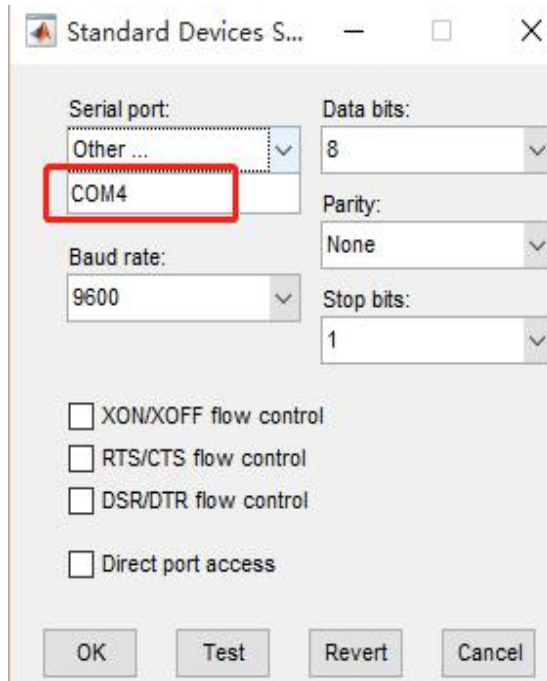 Standard Devices S...
Serial port:
Other ...
COM4
Baud rate:
9600
Data bits:
8
Parity:
None
Stop bits:
1
XON/XOFF flow control
RTS/CTS flow control
DSR/DTR flow control
Direct port access
OK
Test
Revert
Cancel